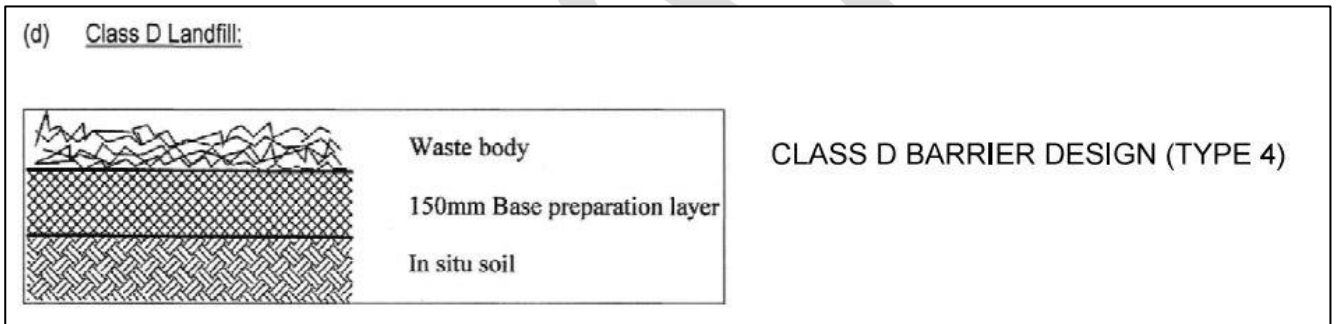 (d) Class D Landfill:
Waste body
CLASS D BARRIER DESIGN (TYPE 4)
150mm Base preparation layer
In situ soil